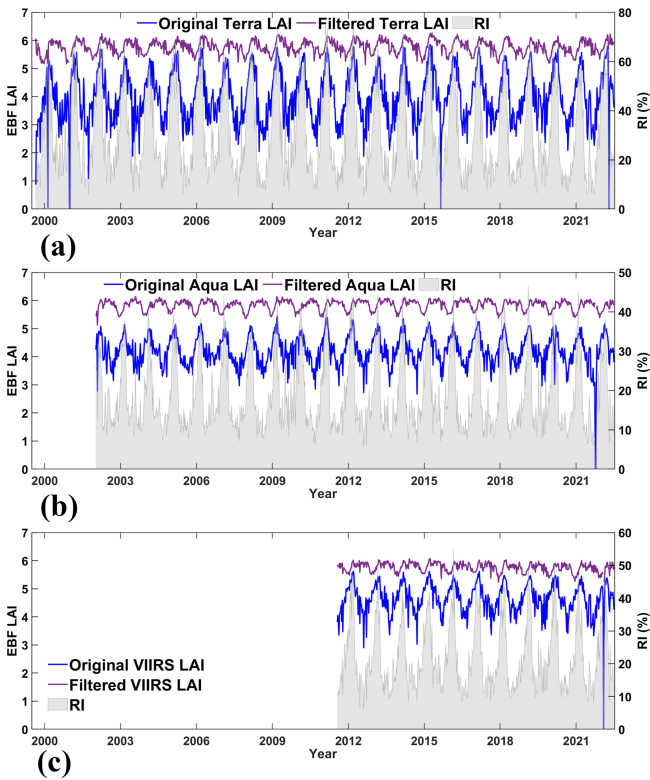 Original Terra LAI Filtered Terra LAI RI
7 80
6
5 60
4
3 40
2 20
1
0 0
EBF LAI
RI (%)
2000 2003 2006 2009 2012 2015 2018 2021
Year
(a)
Original Aqua LAI Filtered Aqua LAI RI
7 50
6
5 40
4 30
3
2 20
1 10
0 0
EBF LAI
RI (%)
2000 2003 2006 2009 2012 2015 2018 2021
Year
(b)
7 60
6 50
5
4 40
3 30
2 20
1 10
0 0
EBF LAI
RI (%)
Original VIIRS LAI
Filtered VIIRS LAI
RI
2000 2003 2006 2009 2012 2015 2018 2021
Year
(c)